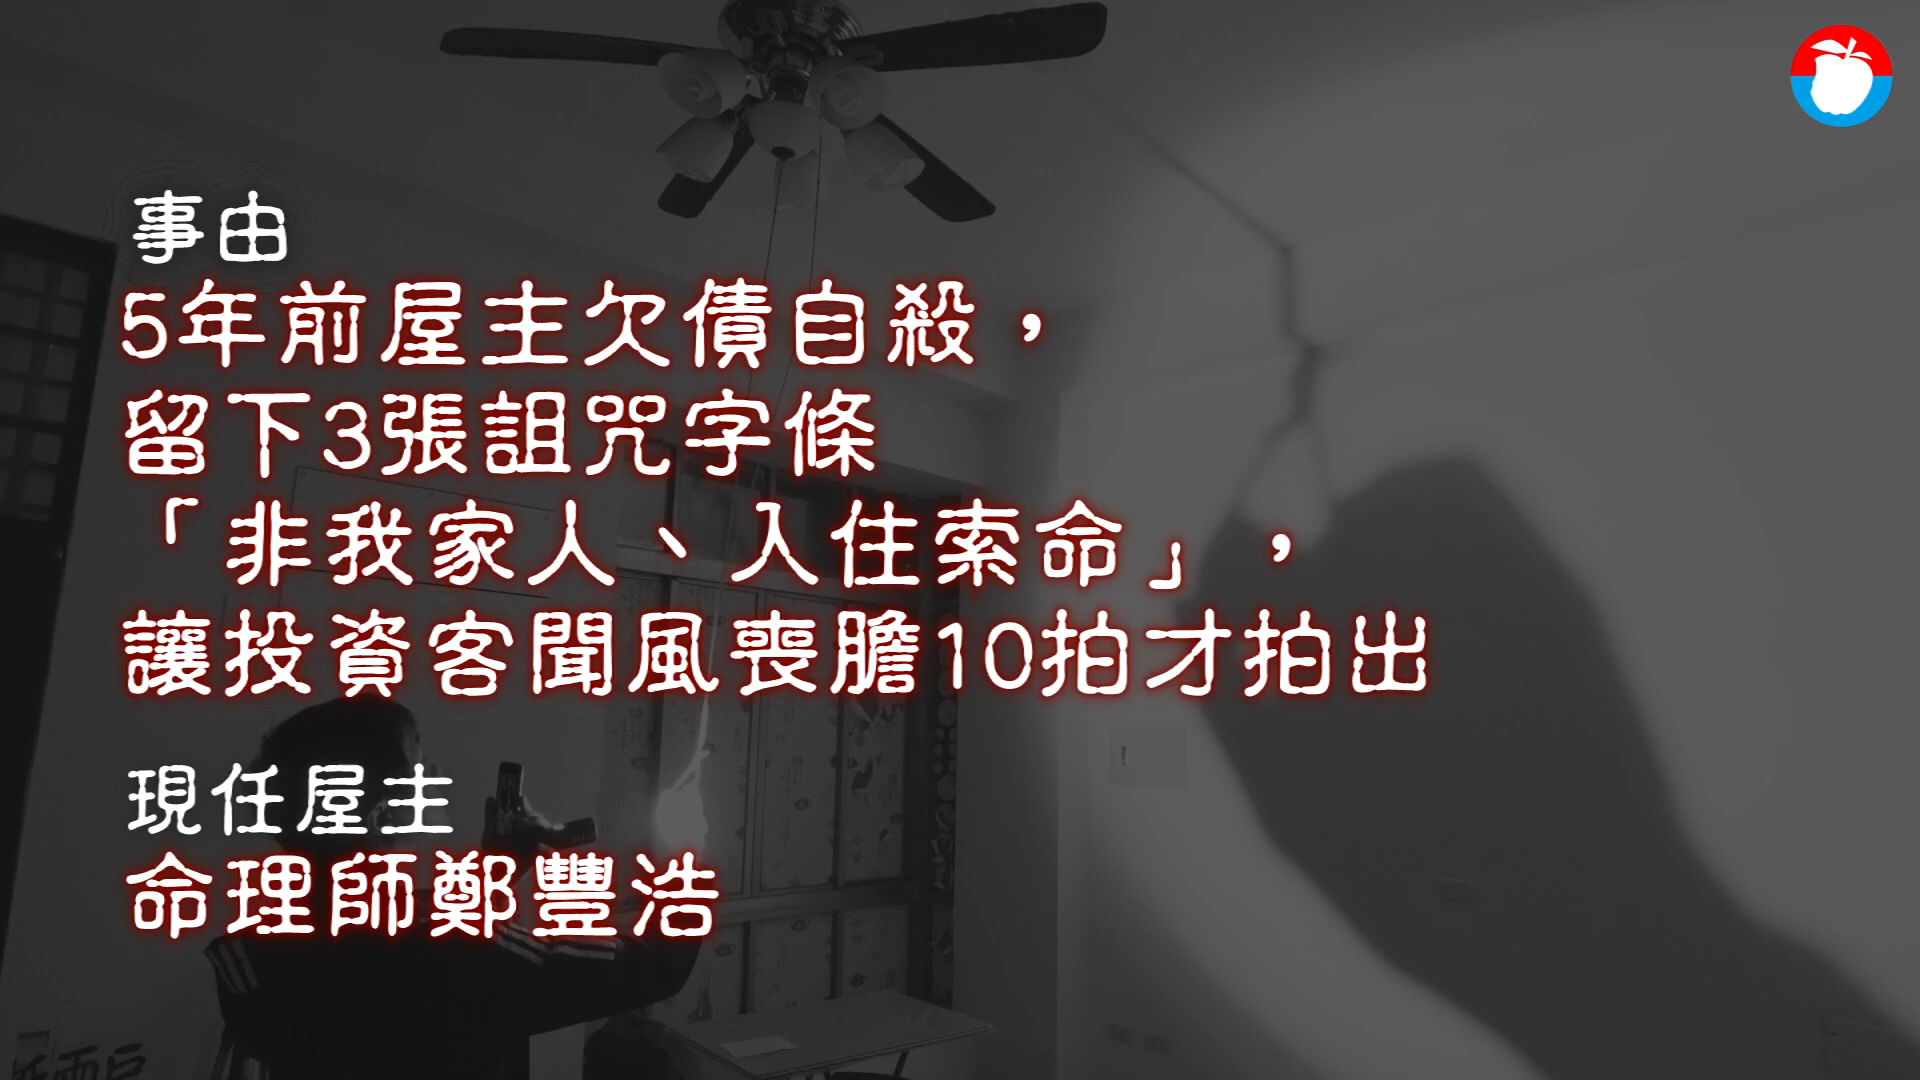 事由
5年前屋主欠債自殺，
留下3張詛咒字條
「非我家人、入住索命」，
讓投資客聞風喪膽10拍才拍出
現任屋主
命理師鄭豐浩